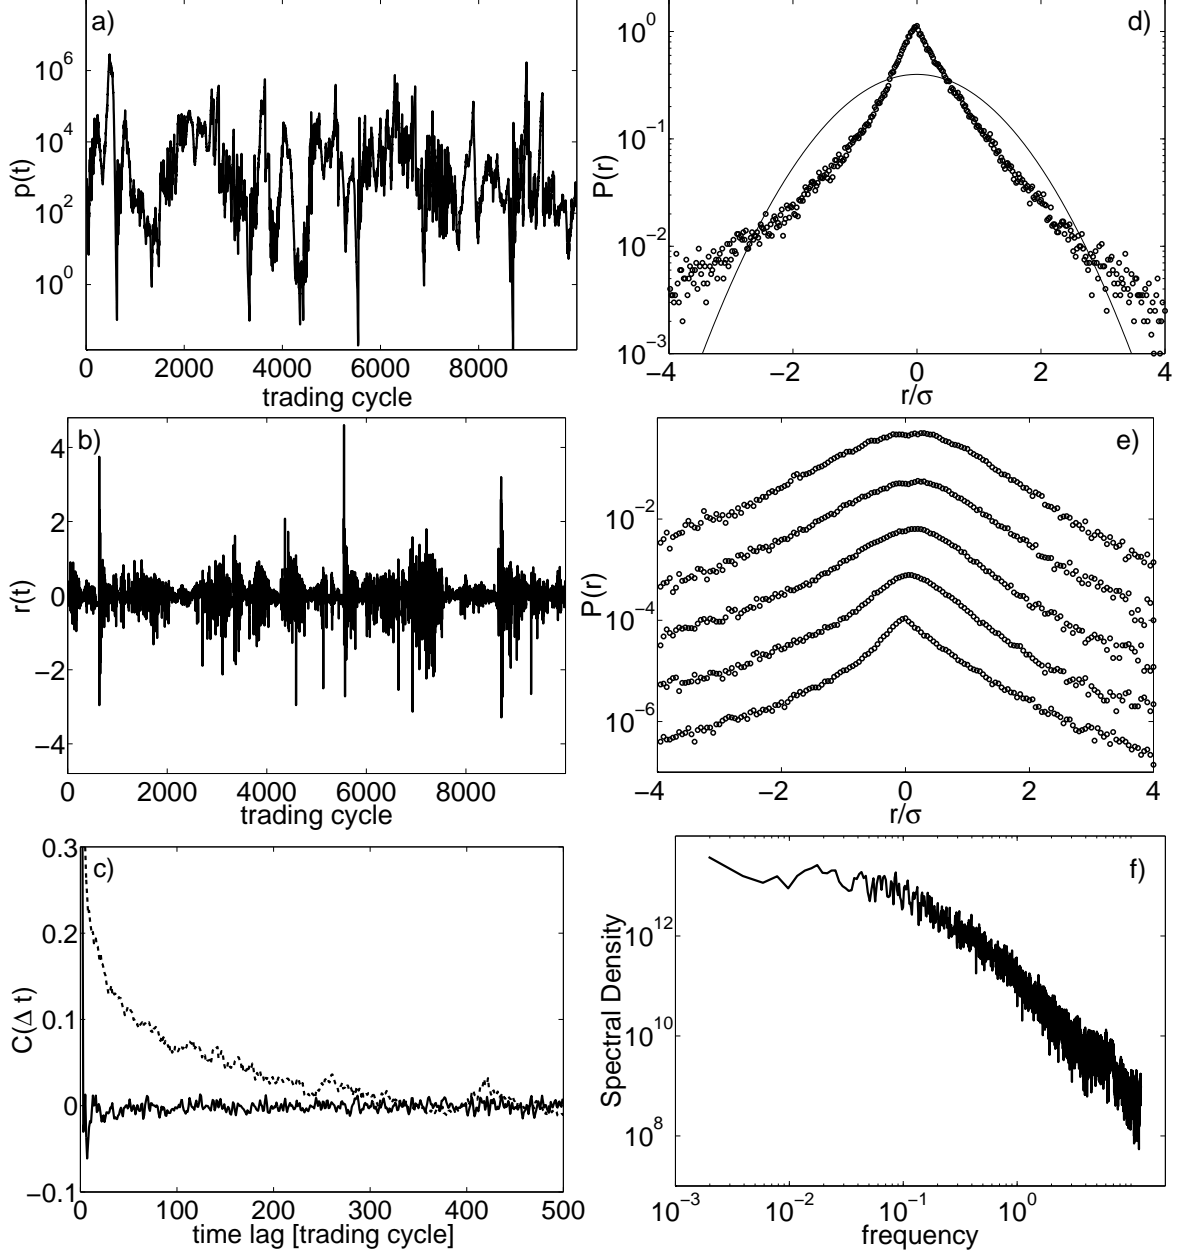 a)
p(t)
10^6
10^4
10^2
10^0
0 2000 4000 6000 8000
trading cycle
d)
P(r)
10^0
10^−1
10^−2
10^−3
−4 −2 0 2 4
r/σ
b)
r(t)
4
2
0
−2
−4
0 2000 4000 6000 8000
trading cycle
e)
P(r)
10^−2
10^−4
10^−6
−4 −2 0 2 4
r/σ
c)
C(Δ t)
0.3
0.2
0.1
0
−0.1
0 100 200 300 400 500
time lag [trading cycle]
f)
Spectral Density
10^12
10^10
10^8
10^−3 10^−2 10^−1 10^0
frequency